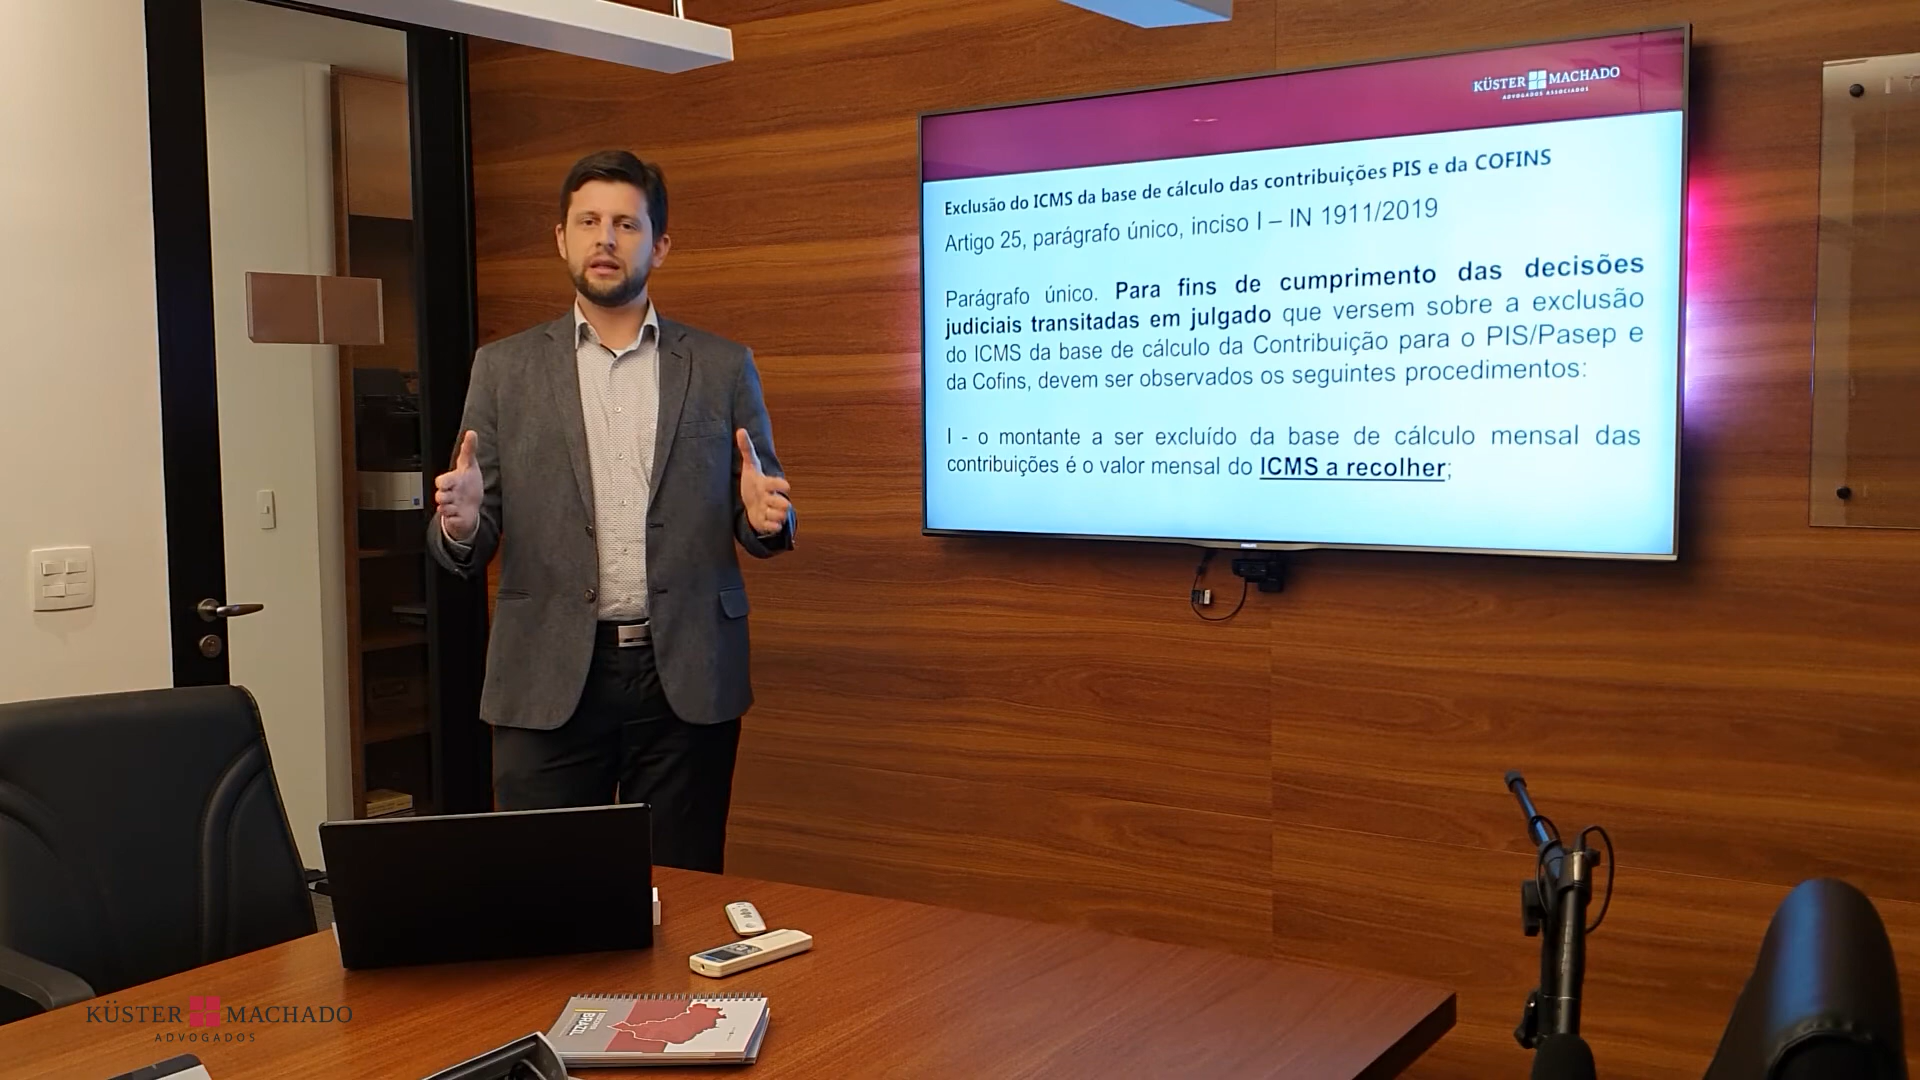 KÜSTER MACHADO
ADVOGADOS ASSOCIADOS
Exclusão do ICMS da base de cálculo das contribuições PIS e da COFINS
Artigo 25, parágrafo único, inciso I – IN 1911/2019
Parágrafo único. Para fins de cumprimento das decisões
judiciais transitadas em julgado que versem sobre a exclusão
do ICMS da base de cálculo da Contribuição para o PIS/Pasep e
da Cofins, devem ser observados os seguintes procedimentos:
I - o montante a ser excluído da base de cálculo mensal das
contribuições é o valor mensal do ICMS a recolher;
BRAZIL
KÜSTER MACHADO
ADVOGADOS